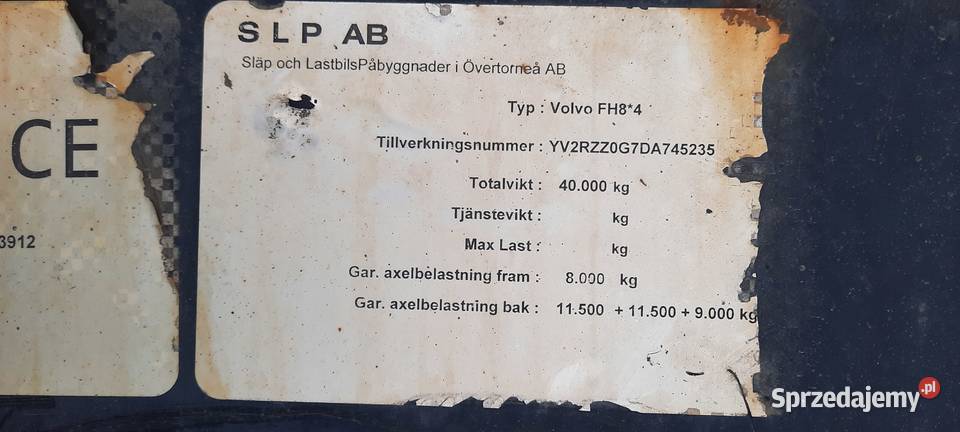 S L P AB
Släp och LastbilsPåbyggnader i Övertorneå AB
Typ : Volvo FH8*4
Tillverkningsnummer : YV2RZZ0G7DA745235
Totalvikt : 40.000 kg
Tjänstevikt : kg
Max Last : kg
Gar. axelbelastning fram : 8.000 kg
Gar. axelbelastning bak : 11.500 + 11.500 + 9.000 kg
CE
3912
Sprzedajemy.pl